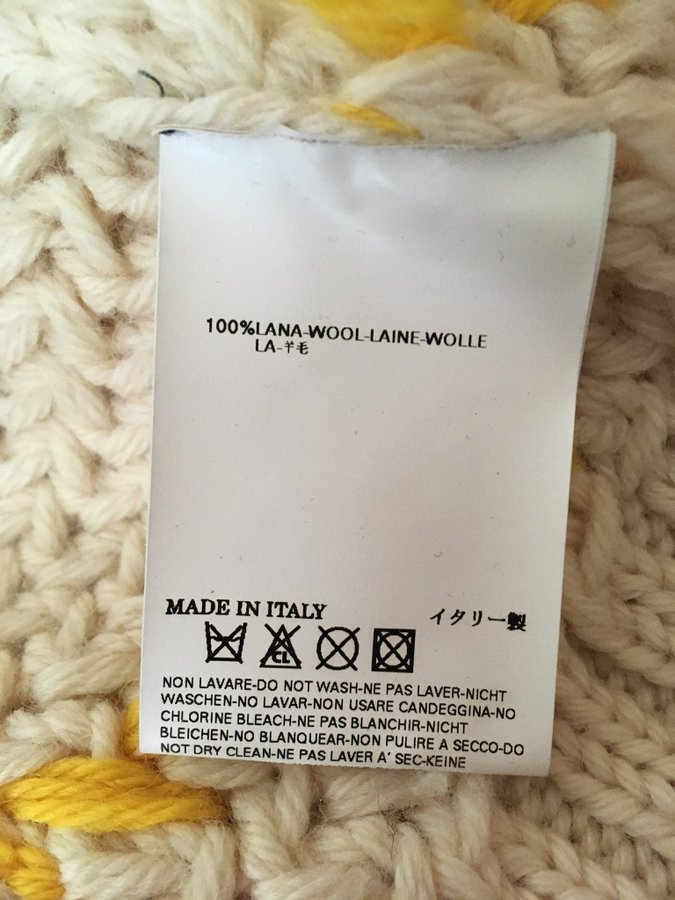 100%LANA-WOOL-LAINE-WOLLE
LA-羊毛
MADE IN ITALY
イタリー製
CL
NON LAVARE-DO NOT WASH-NE PAS LAVER-NICHT
WASCHEN-NO LAVAR-NON USARE CANDEGGINA-NO
CHLORINE BLEACH-NE PAS BLANCHIR-NICHT
BLEICHEN-NO BLANQUEAR-NON PULIRE A SECCO-DO
NOT DRY CLEAN-NE PAS LAVER A' SEC-KEINE